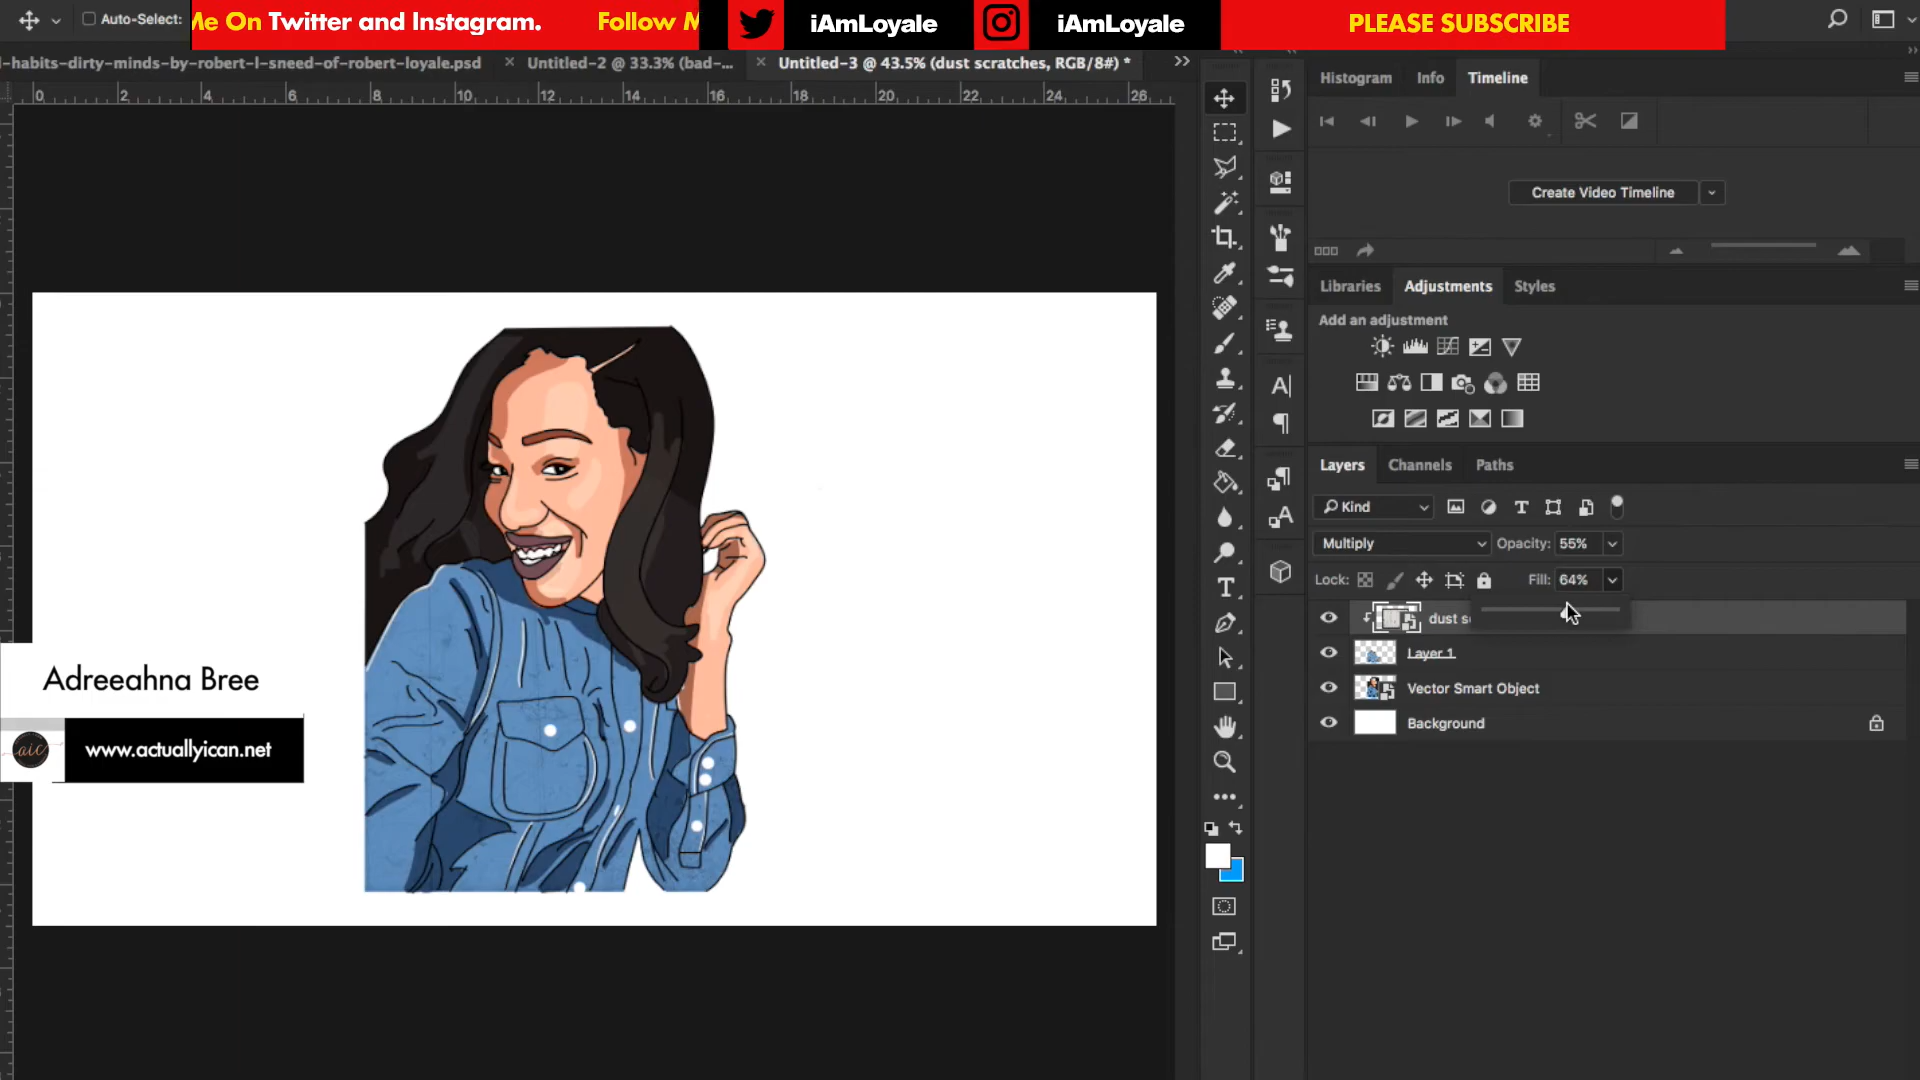 Auto-Select:
Me On Twitter and Instagram.
Follow M
iAmLoyale
iAmLoyale
PLEASE SUBSCRIBE
l-habits-dirty-minds-by-robert-l-sneed-of-robert-loyale.psd
Untitled-2 @ 33.3% (bad-...
Untitled-3 @ 43.5% (dust scratches, RGB/8#) *
0 2 4 6 8 10 12 14 16 18 20 22 24 26
Histogram Info Timeline
Create Video Timeline
Libraries Adjustments Styles
Add an adjustment
Layers Channels Paths
Kind
Multiply Opacity: 55%
Lock: Fill: 64%
dust sc
Layer 1
Vector Smart Object
Background
Adreeahna Bree
aic
www.actuallyican.net